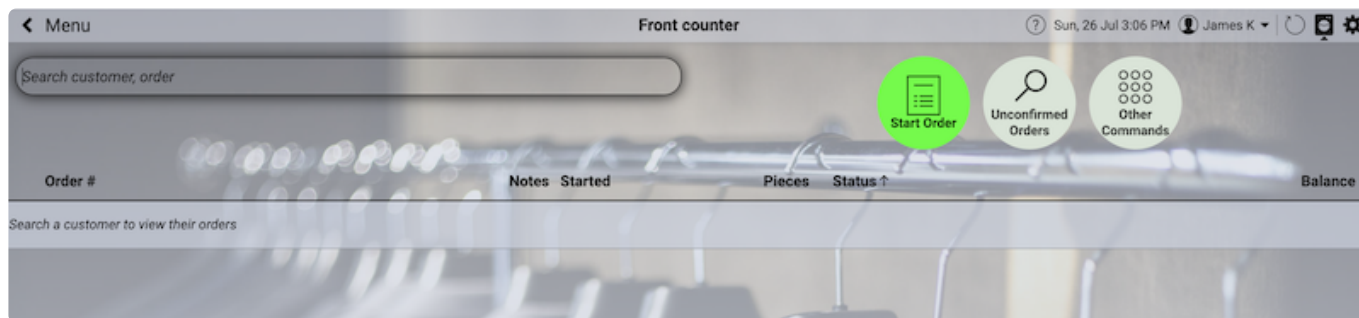 Menu
Front counter
? Sun, 26 Jul 3:06 PM James K
Search customer, order
Start Order
Unconfirmed
Orders
Other
Commands
Order # Notes Started Pieces Status↑ Balance
Search a customer to view their orders